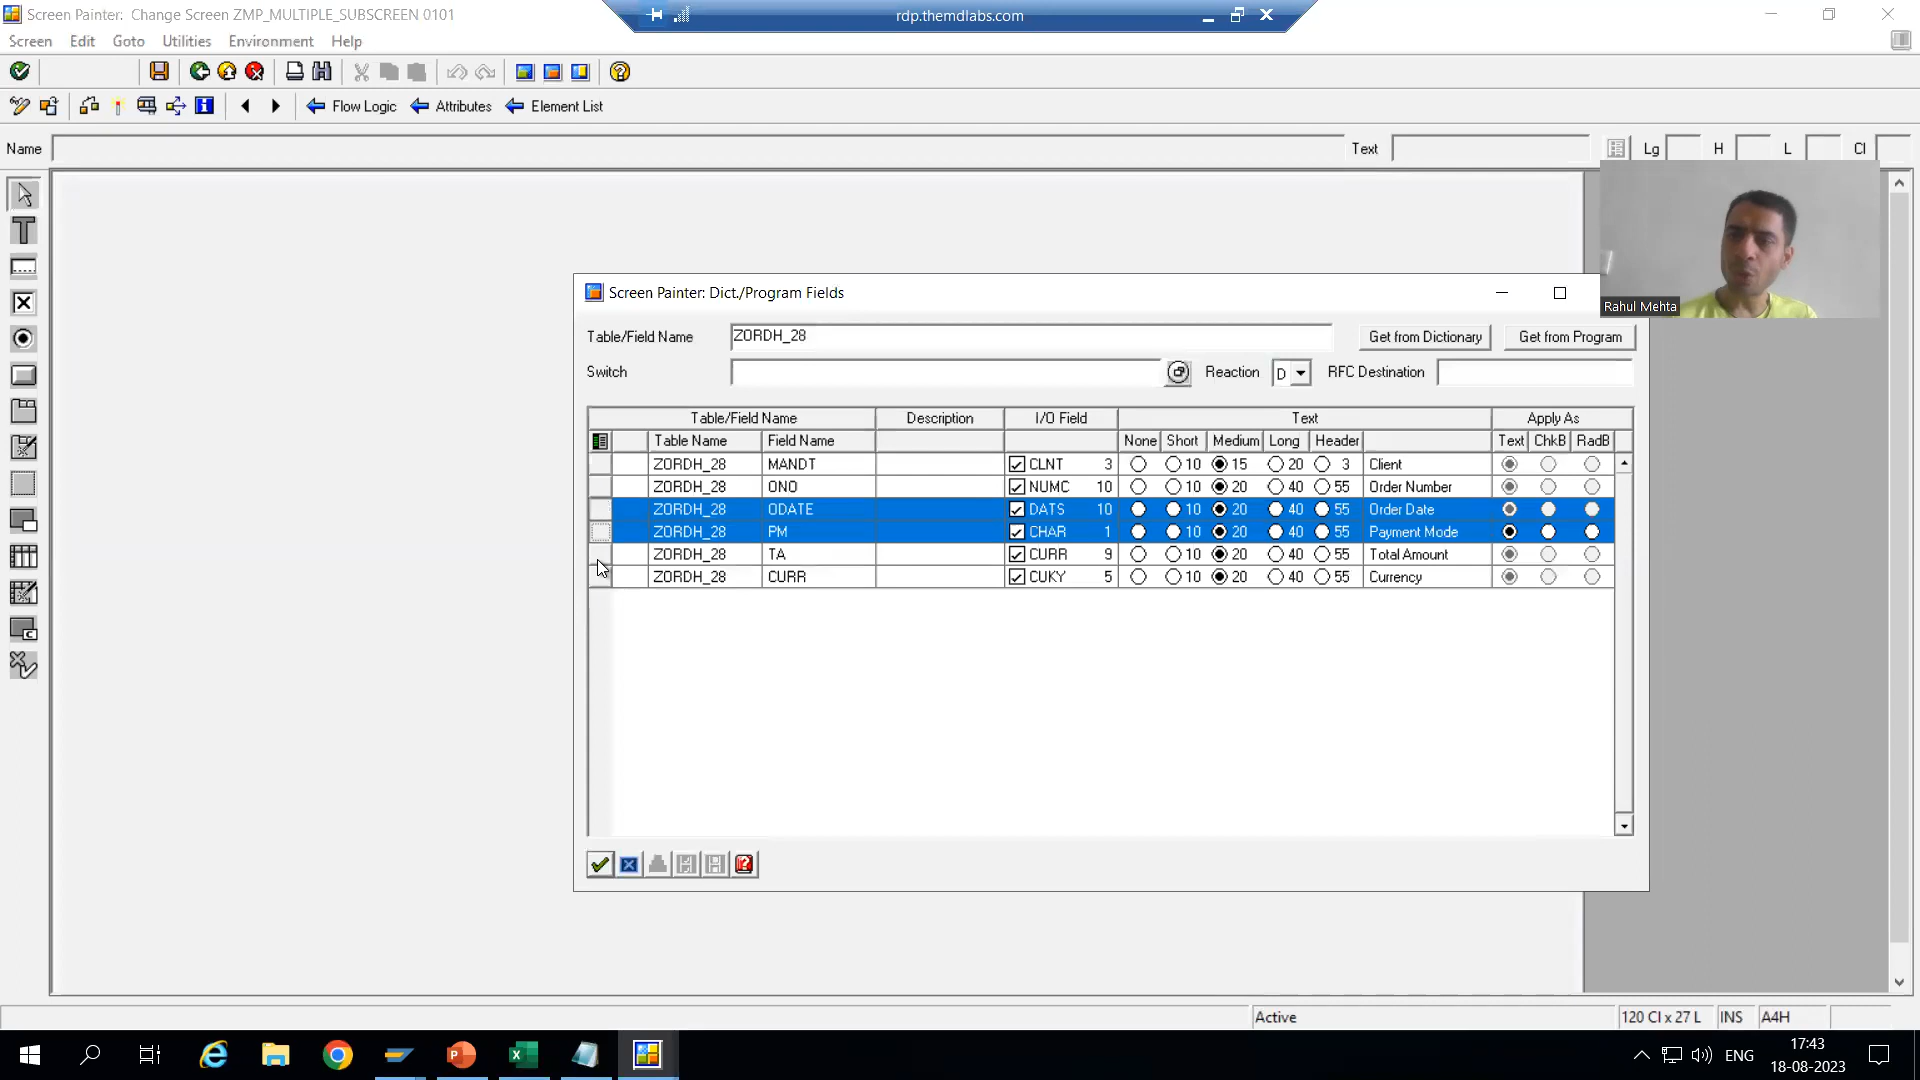 Screen Painter: Change Screen ZMP_MULTIPLE_SUBSCREEN 0101
rdp.themdlabs.com
Screen Edit Goto Utilities Environment Help
Flow Logic Attributes Element List
Name Text Lg H L Cl
Rahul Mehta
Screen Painter: Dict./Program Fields
Table/Field Name ZORDH_28 Get from Dictionary Get from Program
Switch Reaction D RFC Destination
Table/Field Name Description I/O Field Text Apply As
Table Name Field Name None Short Medium Long Header Text ChkB RadB
ZORDH_28 MANDT CLNT 3 10 15 20 3 Client
ZORDH_28 ONO NUMC 10 10 20 40 55 Order Number
ZORDH_28 ODATE DATS 10 10 20 40 55 Order Date
ZORDH_28 PM CHAR 1 10 20 40 55 Payment Mode
ZORDH_28 TA CURR 9 10 20 40 55 Total Amount
ZORDH_28 CURR CUKY 5 10 20 40 55 Currency
Active 120 Cl x 27 L INS A4H
ENG 17:43
18-08-2023